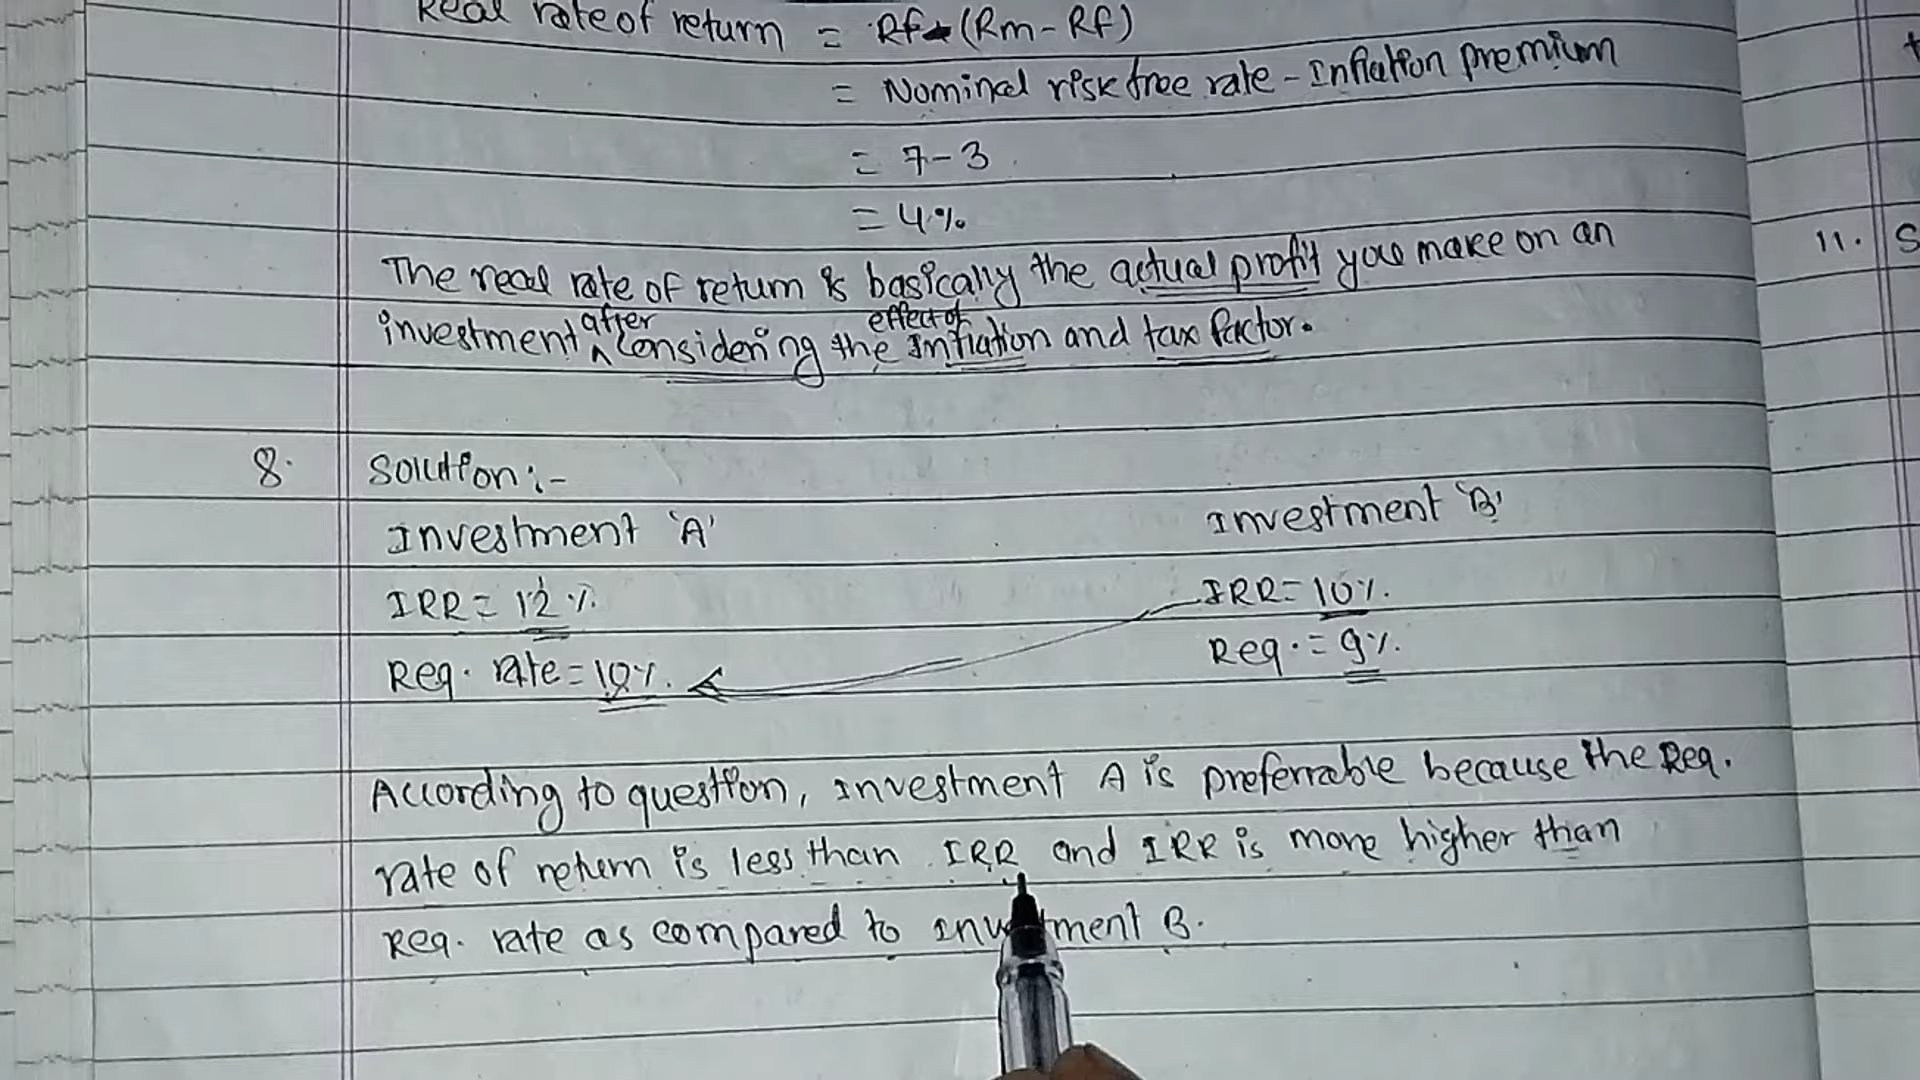 Real rate of return = Rf - (Rm - Rf)
= Nominal risk free rate - Inflation premium
= 7 - 3
= 4%
The real rate of return is basically the actual profit you make on an
investment after considering the effect of Inflation and tax factor.
11. S
8. Solution :-
Investment 'A' Investment 'B'
IRR = 12% IRR = 10%.
Req. rate = 10%. Req. = 9%.
According to question, Investment A is preferrable because the Req.
rate of return is less than IRR and IRR is more higher than
Req. rate as compared to investment B.